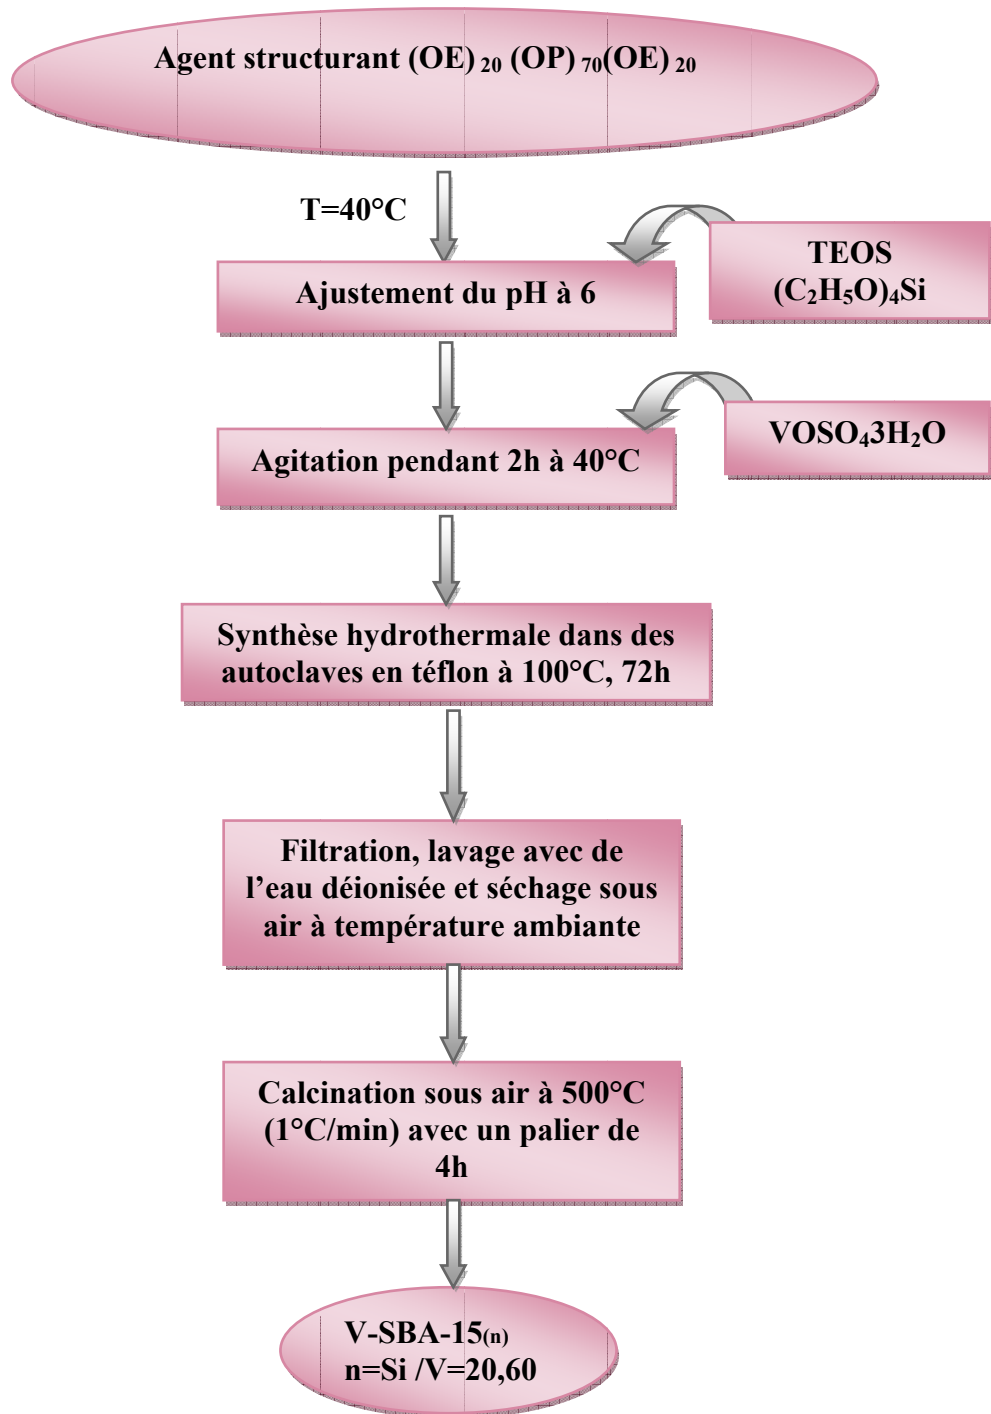 Agent structurant (OE) 20 (OP) 70(OE) 20
T=40°C
TEOS
(C2H5O)4Si
Ajustement du pH à 6
VOSO43H2O
Agitation pendant 2h à 40°C
Synthèse hydrothermale dans des
autoclaves en téflon à 100°C, 72h
Filtration, lavage avec de
l’eau déionisée et séchage sous
air à température ambiante
Calcination sous air à 500°C
(1°C/min) avec un palier de
4h
V-SBA-15(n)
n=Si /V=20,60